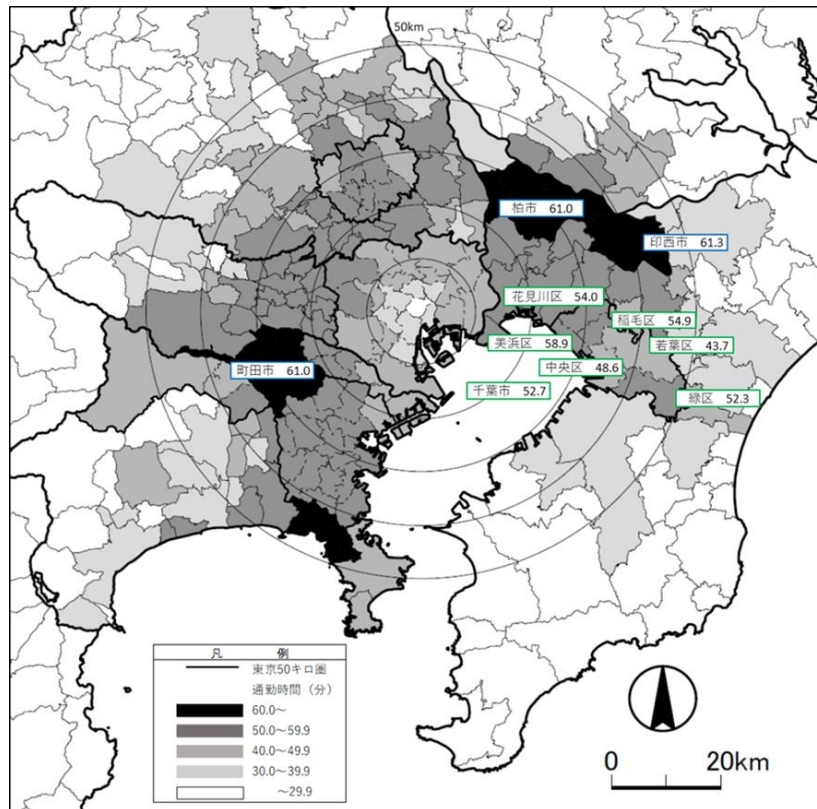 50km
柏市 61.0
印西市 61.3
花見川区 54.0
稲毛区 54.9
美浜区 58.9
若葉区 43.7
中央区 48.6
町田市 61.0
千葉市 52.7
緑区 52.3
凡 例
東京50キロ圏
通勤時間（分）
60.0～
50.0～59.9
40.0～49.9
30.0～39.9
～29.9
0 20km